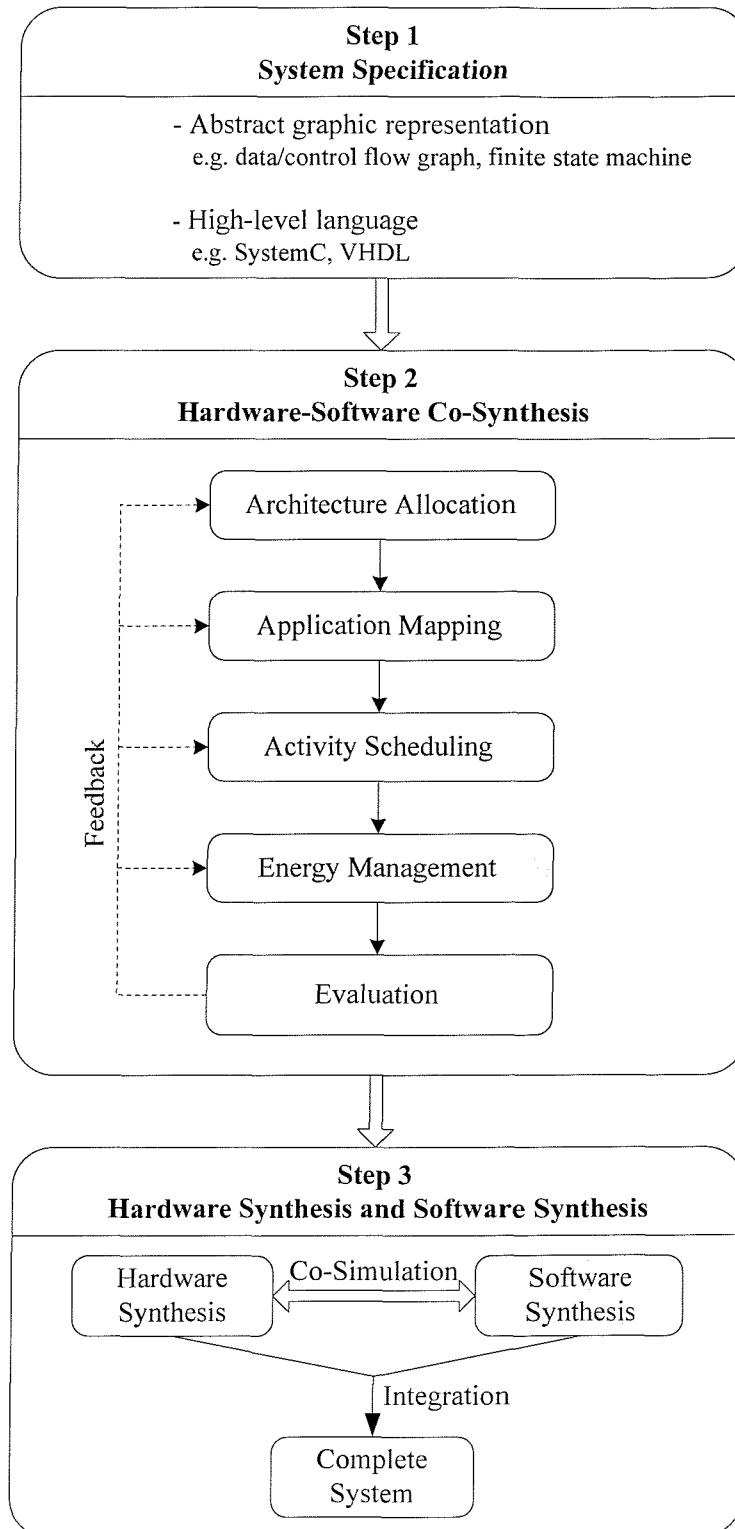 Step 1
System Specification
- Abstract graphic representation
e.g. data/control flow graph, finite state machine
- High-level language
e.g. SystemC, VHDL
Step 2
Hardware-Software Co-Synthesis
Architecture Allocation
Application Mapping
Activity Scheduling
Feedback
Energy Management
Evaluation
Step 3
Hardware Synthesis and Software Synthesis
Hardware
Synthesis
Co-Simulation
Software
Synthesis
Integration
Complete
System